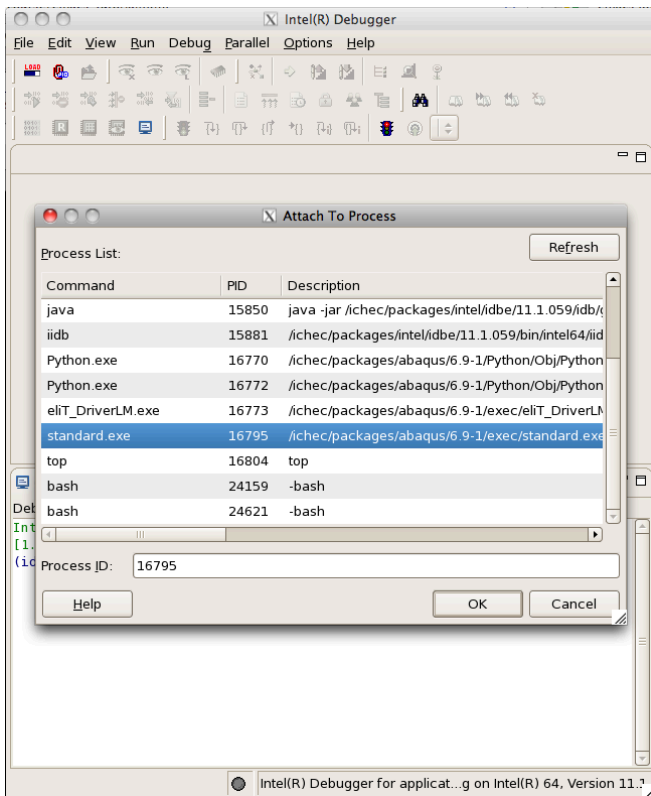 Intel(R) Debugger
File Edit View Run Debug Parallel Options Help
LOAD
Attach To Process
Process List:
Refresh
Command PID Description
java 15850 java -jar /ichec/packages/intel/idbe/11.1.059/idb/
iidb 15881 /ichec/packages/intel/idbe/11.1.059/bin/intel64/iid
Python.exe 16770 /ichec/packages/abaqus/6.9-1/Python/Obj/Python
Python.exe 16772 /ichec/packages/abaqus/6.9-1/Python/Obj/Python
eliT_DriverLM.exe 16773 /ichec/packages/abaqus/6.9-1/exec/eliT_DriverLM
standard.exe 16795 /ichec/packages/abaqus/6.9-1/exec/standard.exe
top 16804 top
bash 24159 -bash
bash 24621 -bash
Deb
Int
[1.
(id
Process ID: 16795
Help OK Cancel
Intel(R) Debugger for applicat...g on Intel(R) 64, Version 11.1